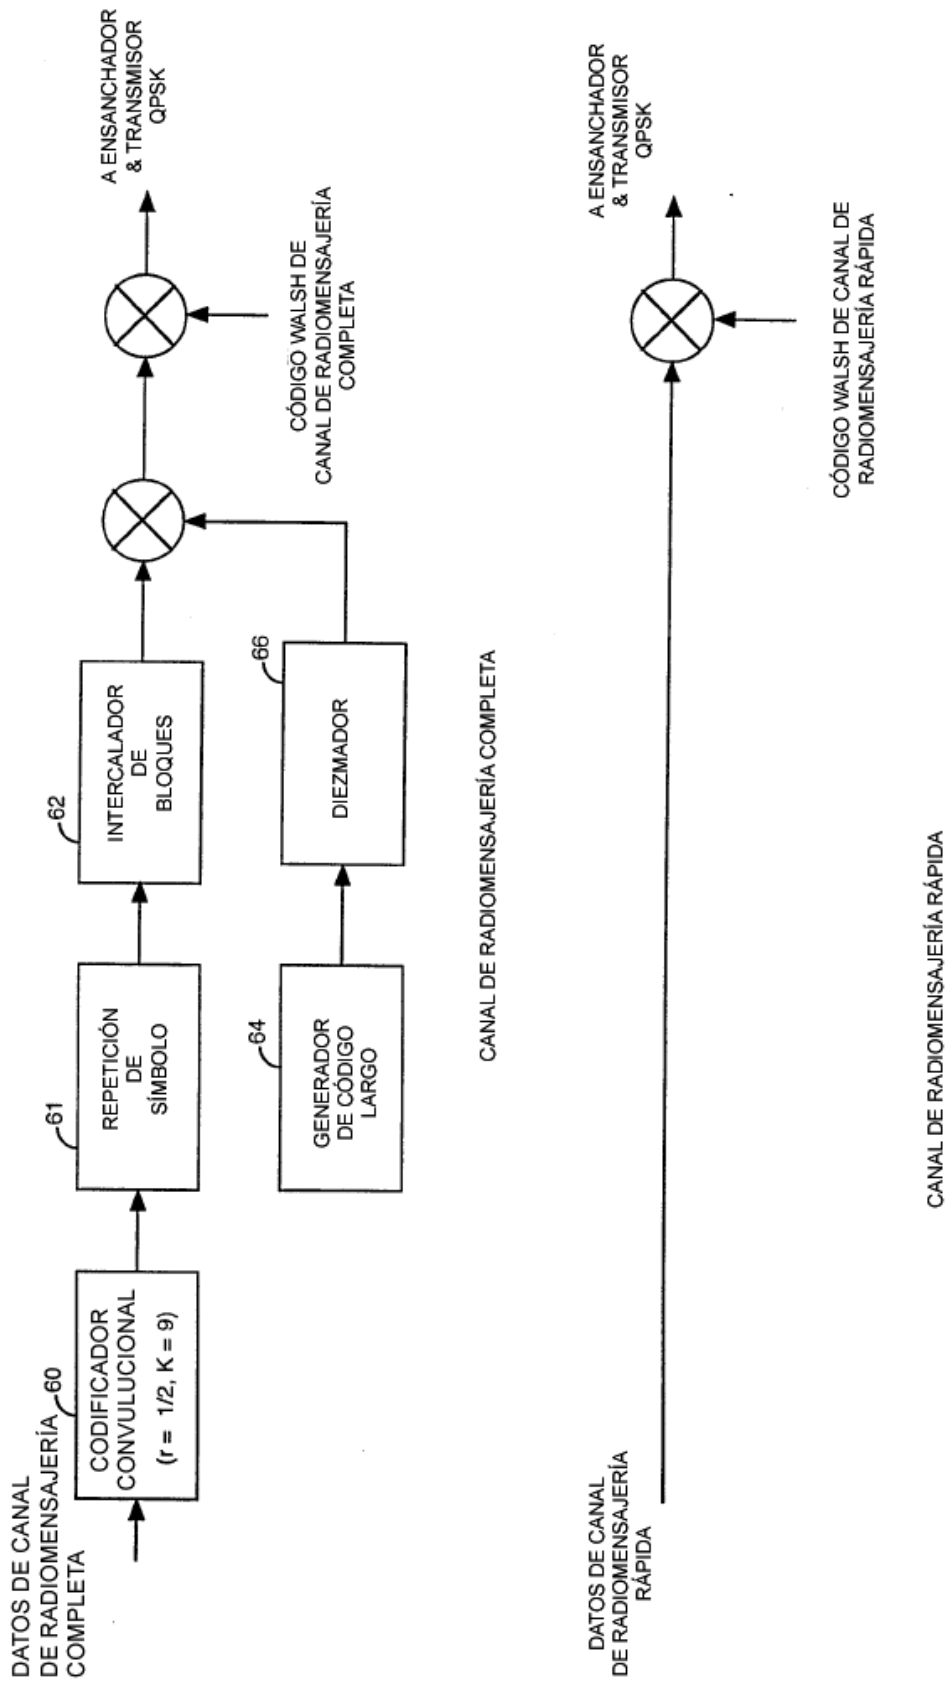 DATOS DE CANAL
DE RADIOMENSAJERÍA
COMPLETA
60
CODIFICADOR
CONVULUCIONAL
(r = 1/2, K = 9)
61
REPETICIÓN
DE
SÍMBOLO
62
INTERCALADOR
DE
BLOQUES
A ENSANCHADOR
& TRANSMISOR
QPSK
64
GENERADOR
DE CÓDIGO
LARGO
66
DIEZMADOR
CÓDIGO WALSH DE
CANAL DE RADIOMENSAJERÍA
COMPLETA
CANAL DE RADIOMENSAJERÍA COMPLETA
DATOS DE CANAL
DE RADIOMENSAJERÍA
RÁPIDA
A ENSANCHADOR
& TRANSMISOR
QPSK
CÓDIGO WALSH DE CANAL DE
RADIOMENSAJERÍA RÁPIDA
CANAL DE RADIOMENSAJERÍA RÁPIDA